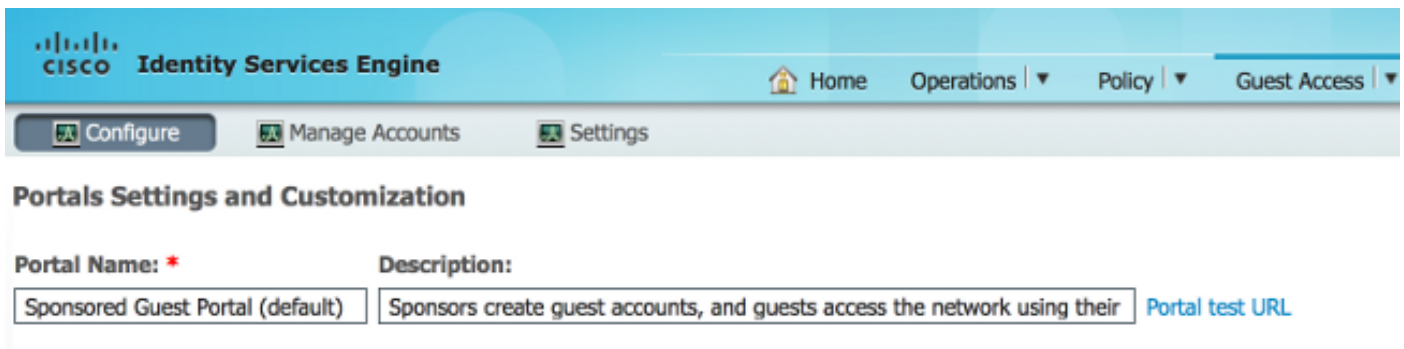 CISCO Identity Services Engine
Home Operations Policy Guest Access
Configure Manage Accounts Settings
Portals Settings and Customization
Portal Name: * Description:
Sponsored Guest Portal (default) Sponsors create guest accounts, and guests access the network using their Portal test URL